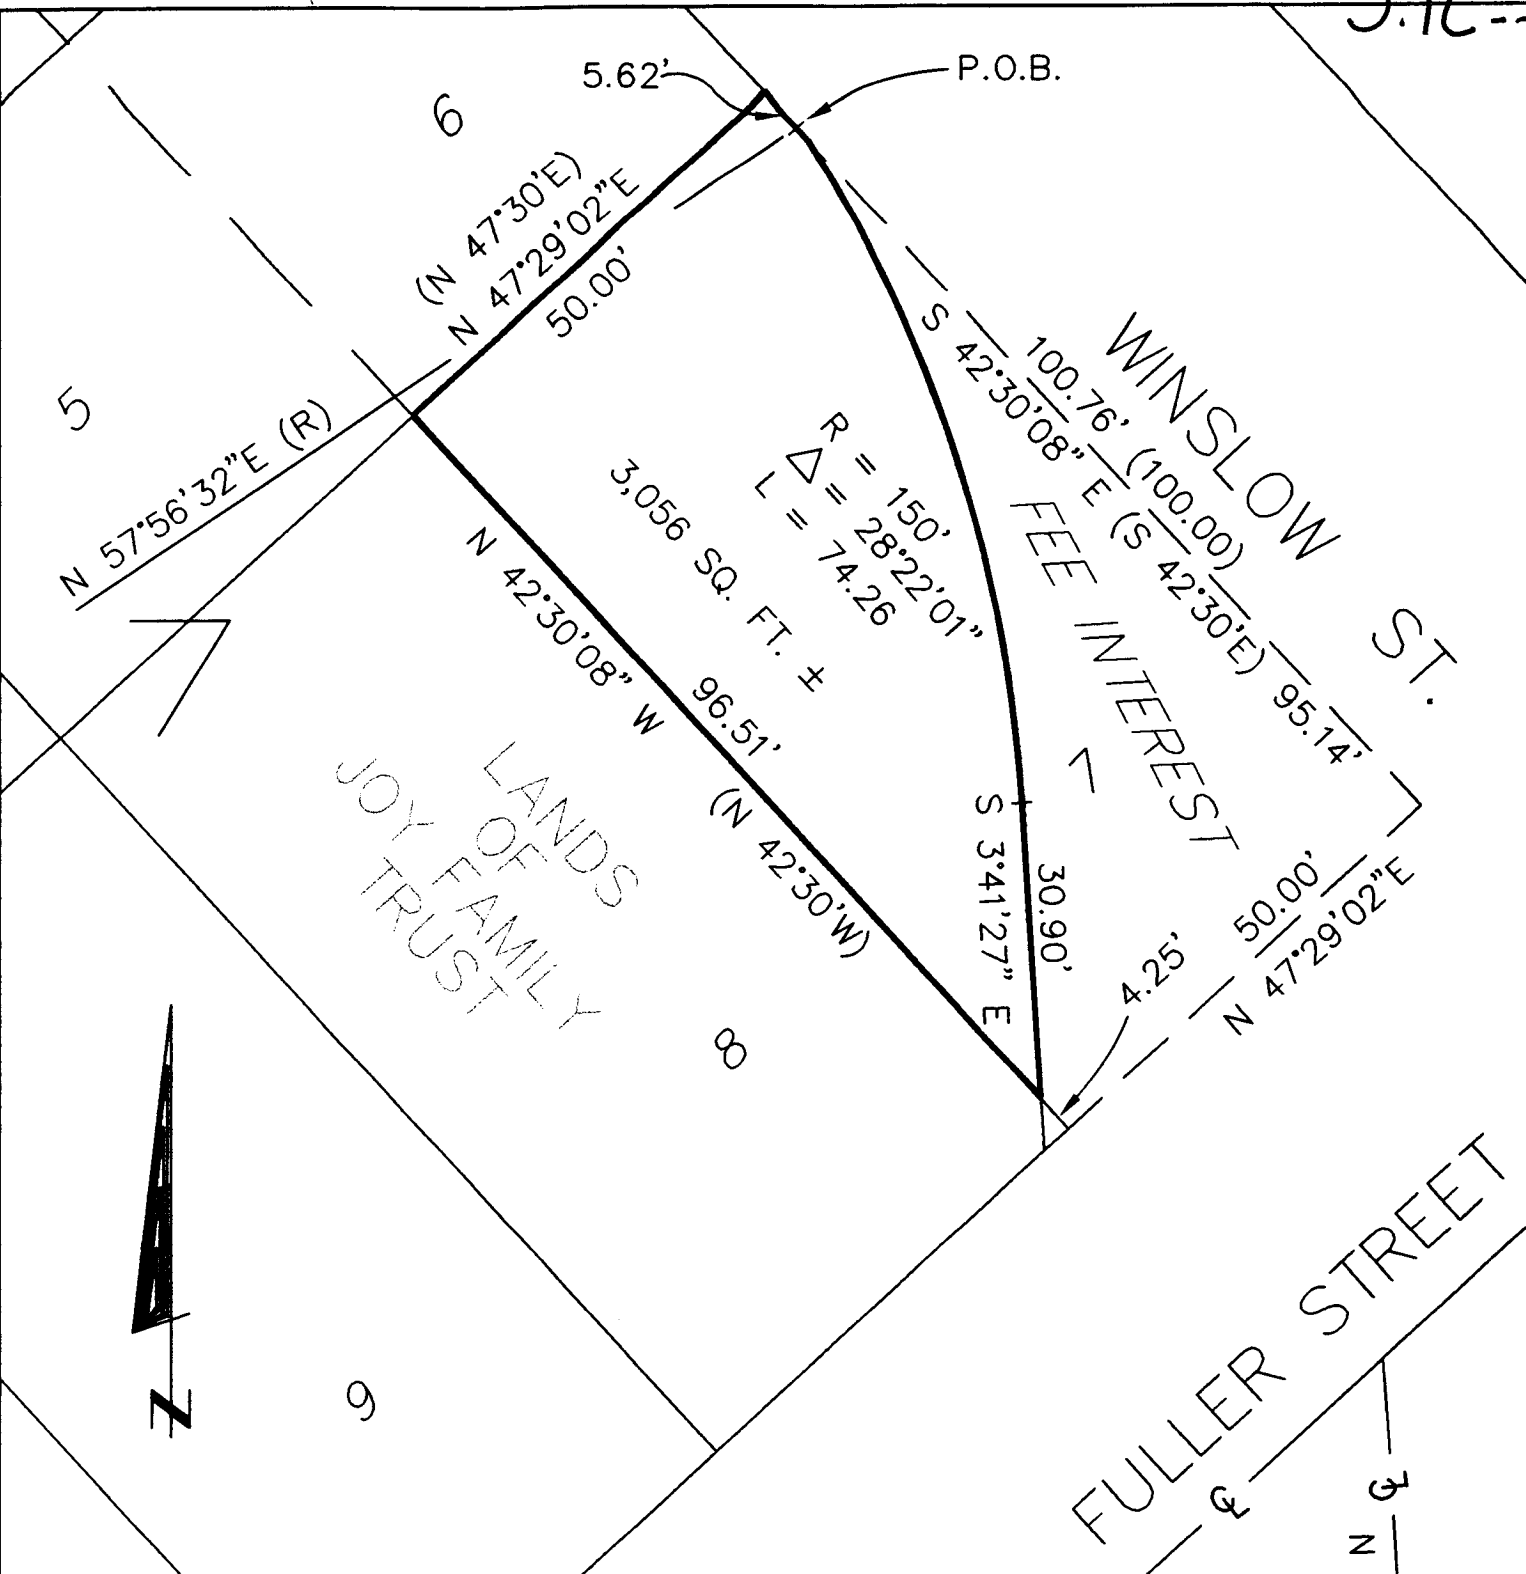 5.62'
P.O.B.
6
(N 47°30'E)
N 47°29'02"E
50.00'
5
N 57°56'32"E (R)
R = 150'
Δ = 28°22'01"
L = 74.26
3,056 SQ. FT. ±
WINSLOW ST.
100.76' (100.00)
S 42°30'08" E (S 42°30'E) 95.14'
FEE INTEREST
7
N 42°30'08" W
96.51'
(N 42°30'W)
LANDS
OF
JOY FAMILY
TRUST
S 3°41'27" E
30.90'
4.25'
50.00'
N 47°29'02"E
8
9
N
FULLER STREET
℄
N